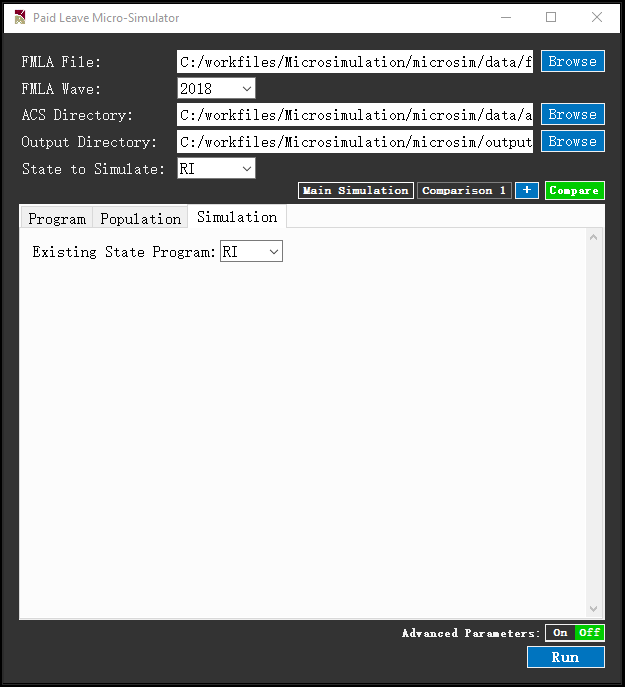 Paid Leave Micro-Simulator
FMLA File: C:/workfiles/Microsimulation/microsim/data/f Browse
FMLA Wave: 2018
ACS Directory: C:/workfiles/Microsimulation/microsim/data/a Browse
Output Directory: C:/workfiles/Microsimulation/microsim/output Browse
State to Simulate: RI
Main Simulation Comparison 1 + Compare
Program Population Simulation
Existing State Program: RI
Advanced Parameters: On Off
Run